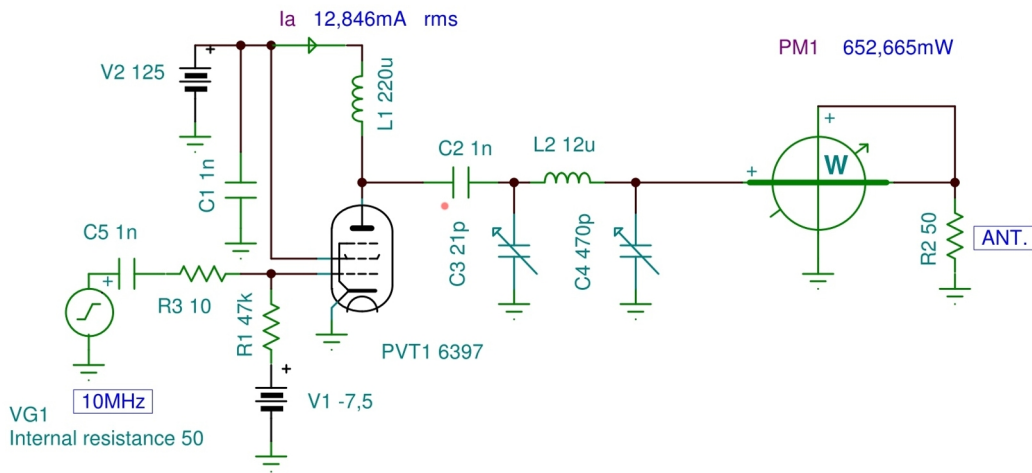 Ia 12,846mA rms
PM1 652,665mW
V2 125
L1 220u
C2 1n
L2 12u
+
W
C1 1n
C3 21p
C4 470p
R2 50
ANT.
C5 1n
+
R3 10
R1 47k
PVT1 6397
+
V1 -7,5
10MHz
VG1
Internal resistance 50